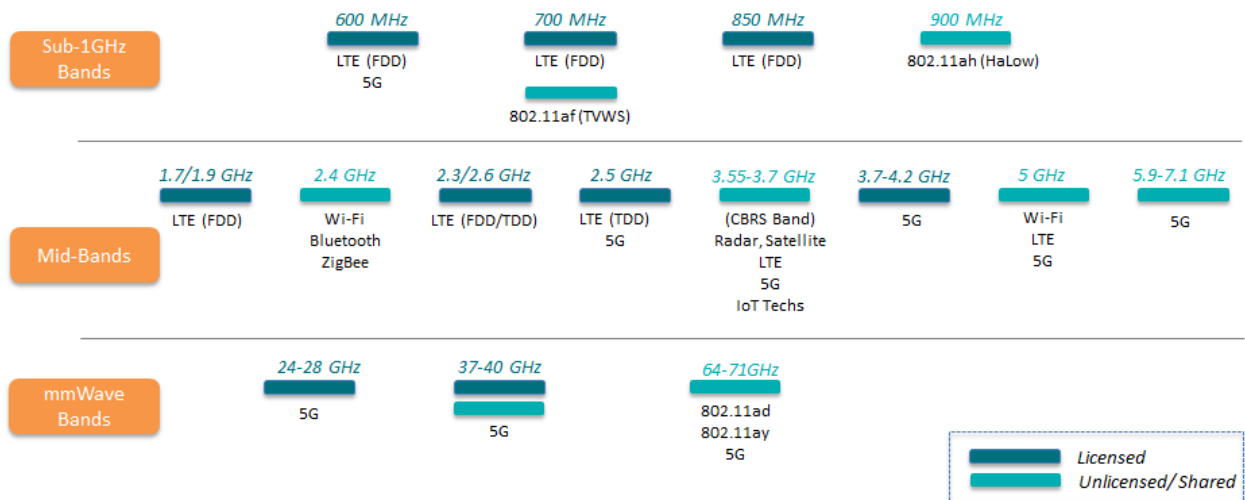 600 MHz
700 MHz
850 MHz
900 MHz
Sub-1GHz
Bands
LTE (FDD)
5G
LTE (FDD)
802.11af (TVWS)
LTE (FDD)
802.11ah (HaLow)
1.7/1.9 GHz
2.4 GHz
2.3/2.6 GHz
2.5 GHz
3.55-3.7 GHz
3.7-4.2 GHz
5 GHz
5.9-7.1 GHz
Mid-Bands
LTE (FDD)
Wi-Fi
Bluetooth
ZigBee
LTE (FDD/TDD)
LTE (TDD)
5G
(CBRS Band)
Radar, Satellite
LTE
5G
IoT Techs
5G
Wi-Fi
LTE
5G
5G
24-28 GHz
37-40 GHz
64-71GHz
mmWave
Bands
5G
5G
802.11ad
802.11ay
5G
Licensed
Unlicensed/ Shared